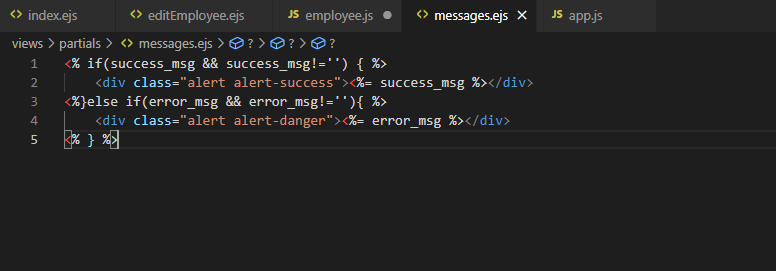 <> index.ejs <> editEmployee.ejs JS employee.js ● <> messages.ejs × JS app.js
views > partials > <> messages.ejs > ? > ? > ?
1 <% if(success_msg && success_msg!='') { %>
2 <div class="alert alert-success"><%= success_msg %></div>
3 <%}else if(error_msg && error_msg!=''){ %>
4 <div class="alert alert-danger"><%= error_msg %></div>
5 <% } %>